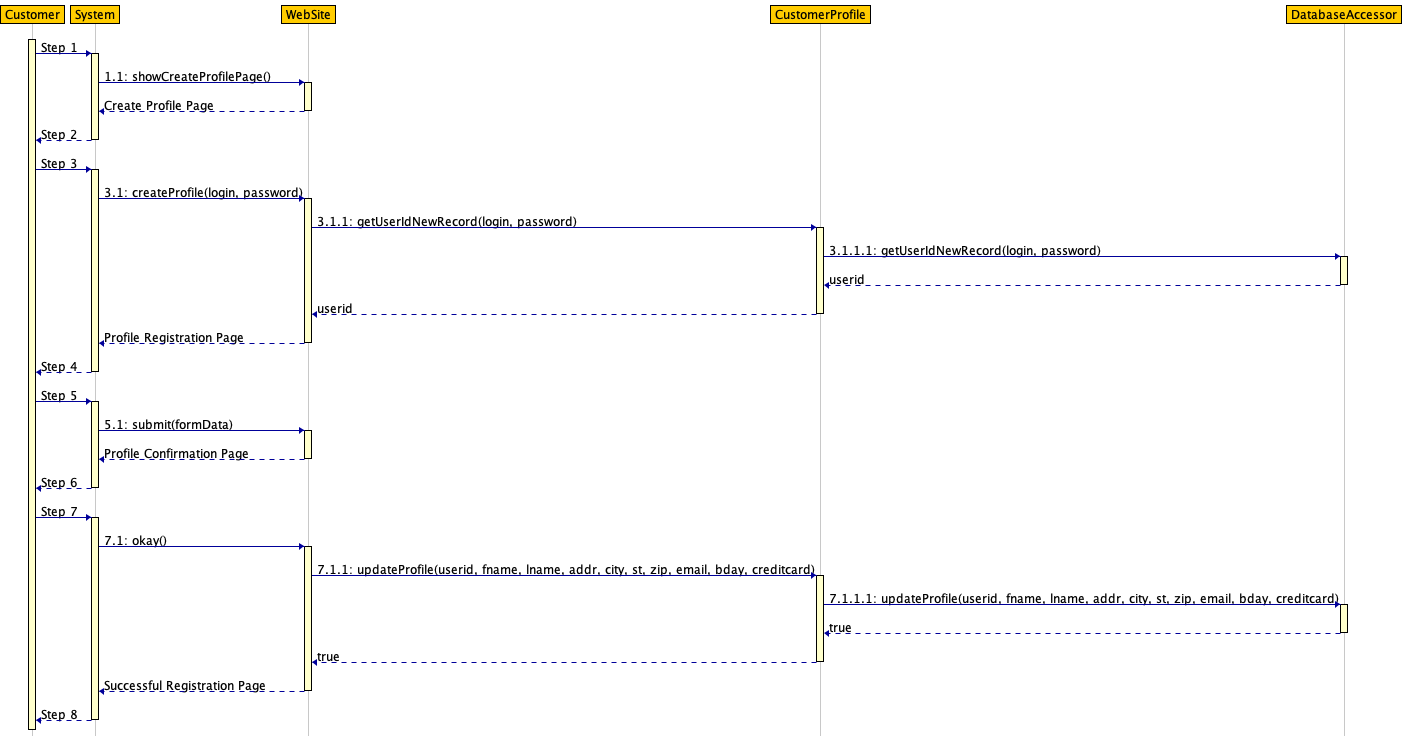 Customer System WebSite CustomerProfile DatabaseAccessor
Step 1
1.1: showCreateProfilePage()
Create Profile Page
Step 2
Step 3
3.1: createProfile(login, password)
3.1.1: getUserIdNewRecord(login, password)
3.1.1.1: getUserIdNewRecord(login, password)
userid
userid
Profile Registration Page
Step 4
Step 5
5.1: submit(formData)
Profile Confirmation Page
Step 6
Step 7
7.1: okay()
7.1.1: updateProfile(userid, fname, lname, addr, city, st, zip, email, bday, creditcard)
7.1.1.1: updateProfile(userid, fname, lname, addr, city, st, zip, email, bday, creditcard)
true
true
Successful Registration Page
Step 8